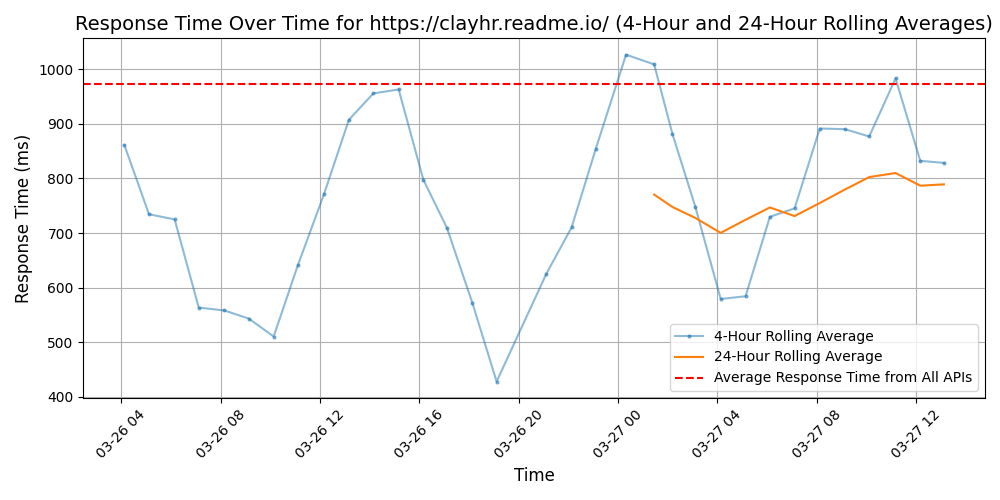 Response Time Over Time for https://clayhr.readme.io/ (4-Hour and 24-Hour Rolling Averages)
Response Time (ms)
1000
900
800
700
600
500
400
4-Hour Rolling Average
24-Hour Rolling Average
Average Response Time from All APIs
03-26 04
03-26 08
03-26 12
03-26 16
03-26 20
03-27 00
03-27 04
03-27 08
03-27 12
Time